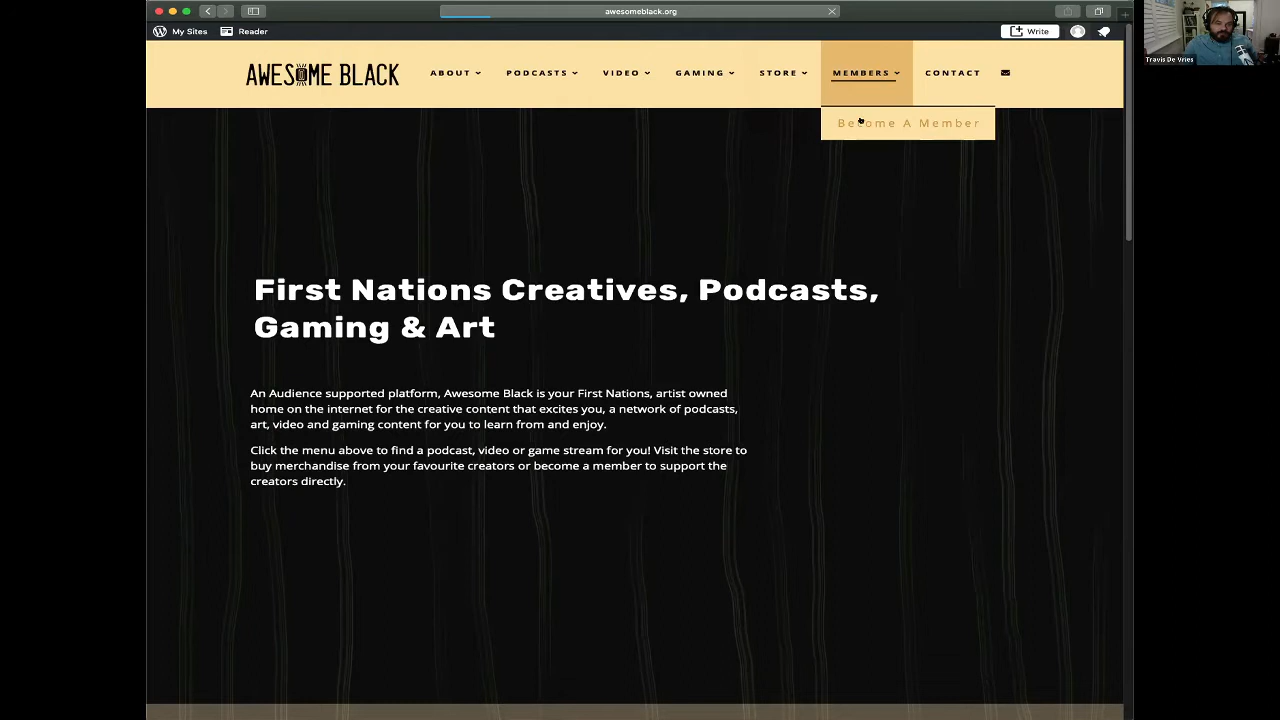 awesomeblack.org
My Sites Reader Write
AWESOME BLACK ABOUT PODCASTS VIDEO GAMING STORE MEMBERS CONTACT
Become A Member
Travis De Vries
First Nations Creatives, Podcasts,
Gaming & Art
An Audience supported platform, Awesome Black is your First Nations, artist owned
home on the internet for the creative content that excites you, a network of podcasts,
art, video and gaming content for you to learn from and enjoy.
Click the menu above to find a podcast, video or game stream for you! Visit the store to
buy merchandise from your favourite creators or become a member to support the
creators directly.